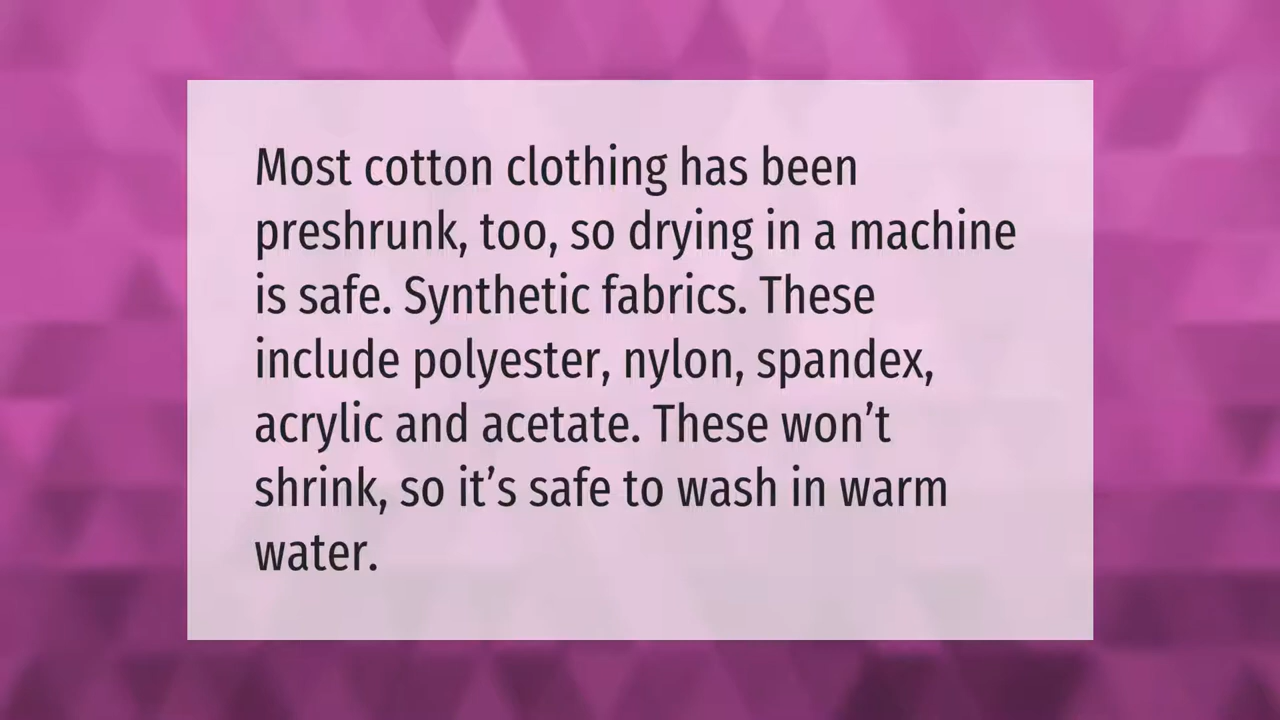 Most cotton clothing has been
preshrunk, too, so drying in a machine
is safe. Synthetic fabrics. These
include polyester, nylon, spandex,
acrylic and acetate. These won’t
shrink, so it’s safe to wash in warm
water.